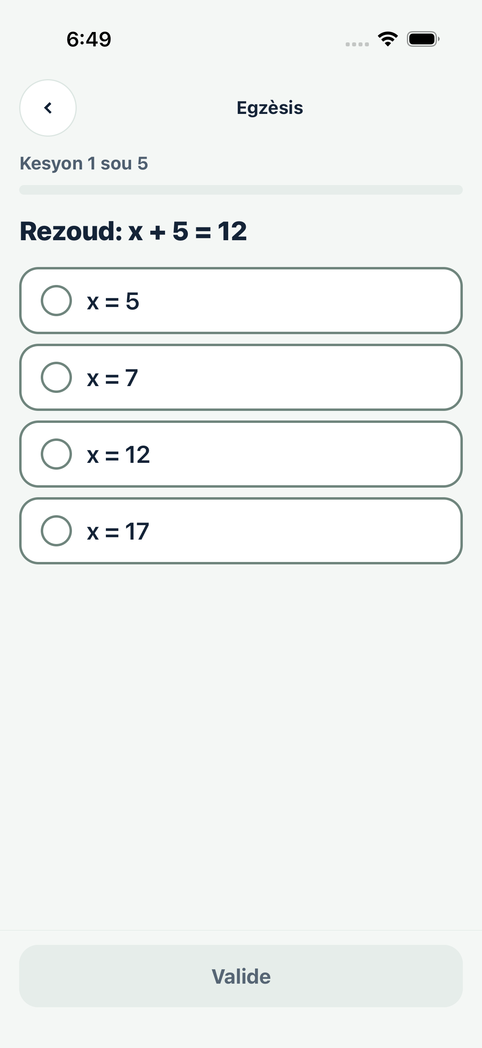 6:49
Egzèsis
Kesyon 1 sou 5
Rezoud: x + 5 = 12
x = 5
x = 7
x = 12
x = 17
Valide